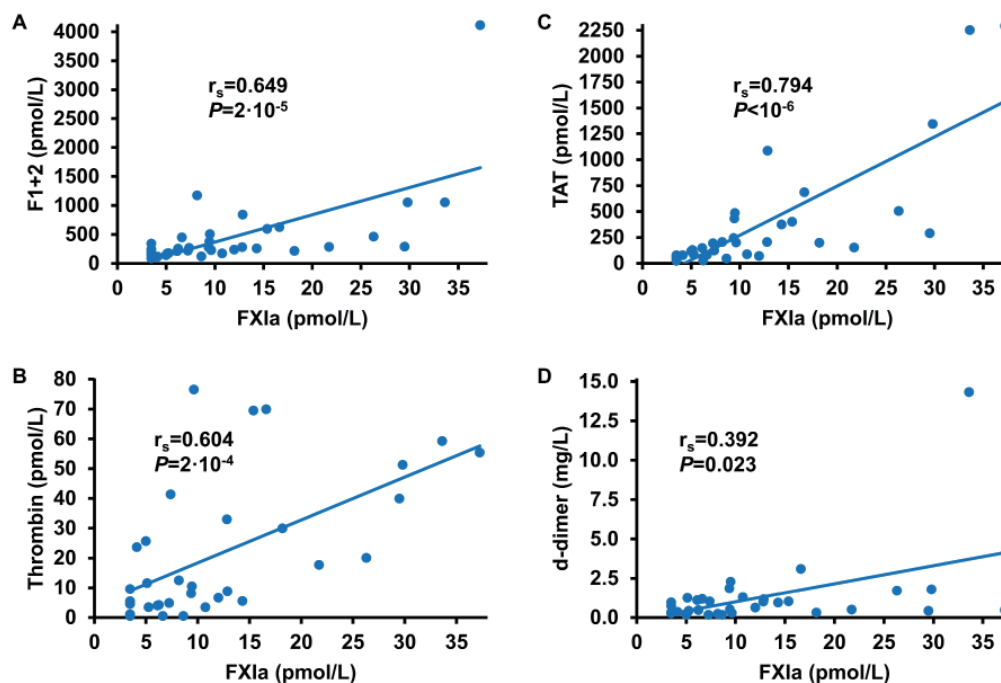 A
F1+2 (pmol/L)
4000
3500
3000
2500
2000
1500
1000
500
0
r_s=0.649
P=2·10⁻⁵
0 5 10 15 20 25 30 35
FXIa (pmol/L)
B
Thrombin (pmol/L)
80
70
60
50
40
30
20
10
0
r_s=0.604
P=2·10⁻⁴
0 5 10 15 20 25 30 35
FXIa (pmol/L)
C
TAT (pmol/L)
2250
2000
1750
1500
1250
1000
750
500
250
0
r_s=0.794
P<10⁻⁶
0 5 10 15 20 25 30 35
FXIa (pmol/L)
D
d-dimer (mg/L)
15.0
12.5
10.0
7.5
5.0
2.5
0
r_s=0.392
P=0.023
0 5 10 15 20 25 30 35
FXIa (pmol/L)